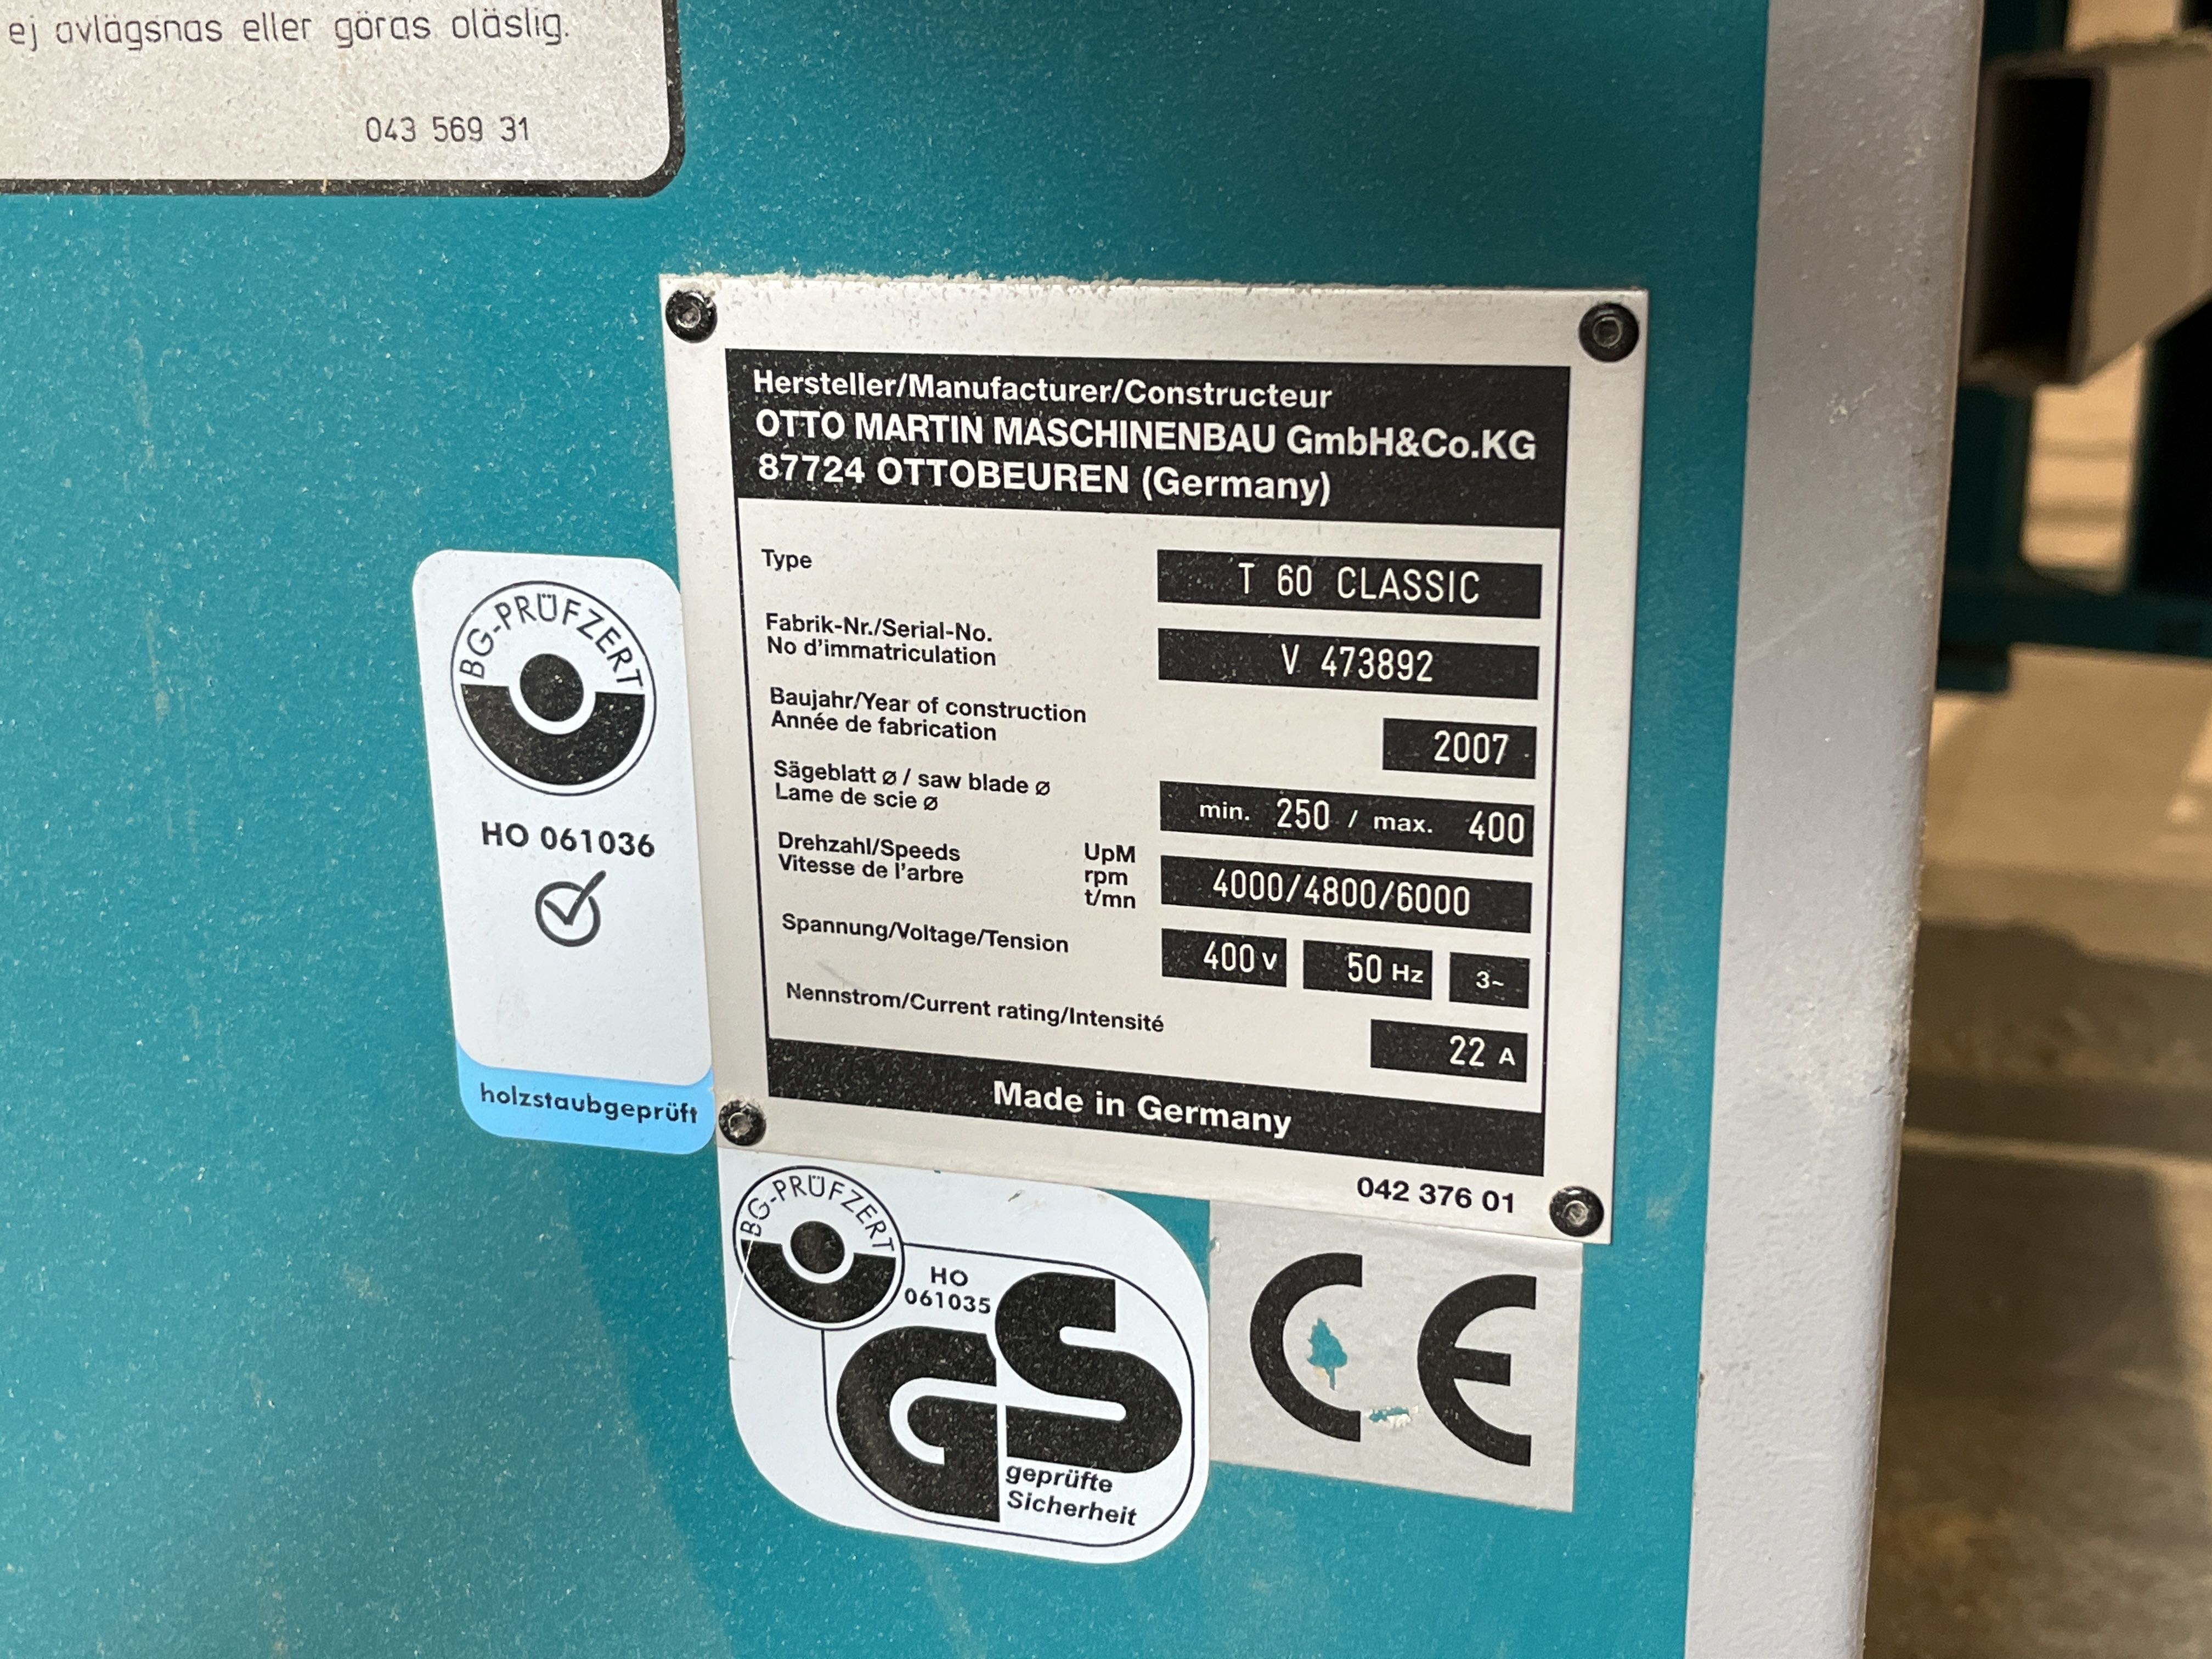 ej avlägsnas eller göras oläslig.
043 569 31
Hersteller/Manufacturer/Constructeur
OTTO MARTIN MASCHINENBAU GmbH&Co.KG
87724 OTTOBEUREN (Germany)
Type
T 60 CLASSIC
Fabrik-Nr./Serial-No.
No d'immatriculation
V 473892
Baujahr/Year of construction
Année de fabrication
2007
Sägeblatt ø / saw blade ø
Lame de scie ø
min. 250 / max. 400
Drehzahl/Speeds
Vitesse de l'arbre
UpM
rpm
t/mn
4000/4800/6000
Spannung/Voltage/Tension
400 V 50 Hz 3~
Nennstrom/Current rating/Intensité
22 A
Made in Germany
042 376 01
BG-PRÜFZERT
HO 061036
holzstaubgeprüft
BG-PRÜFZERT
HO
061035
GS
geprüfte
Sicherheit
CE